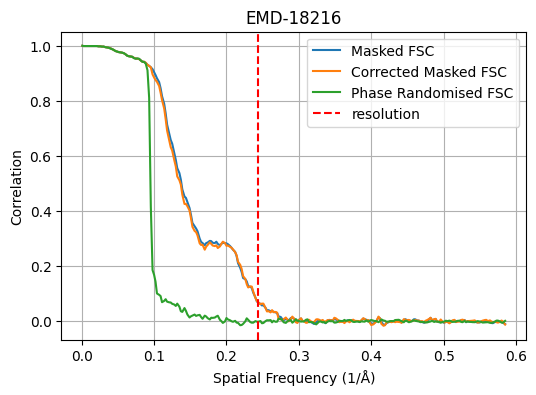 EMD-18216
1.0
0.8
0.6
0.4
0.2
0.0
Correlation
Masked FSC
Corrected Masked FSC
Phase Randomised FSC
resolution
0.0 0.1 0.2 0.3 0.4 0.5 0.6
Spatial Frequency (1/Å)